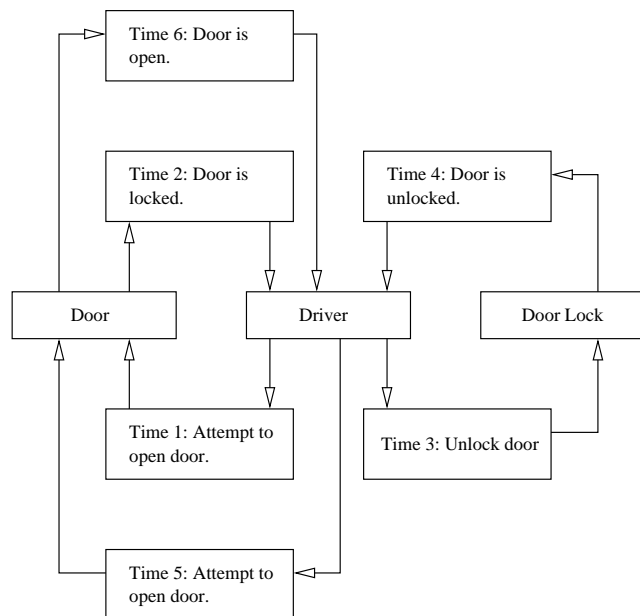 Time 6: Door is
open.
Time 2: Door is
locked.
Time 4: Door is
unlocked.
Door
Driver
Door Lock
Time 1: Attempt to
open door.
Time 3: Unlock door
Time 5: Attempt to
open door.